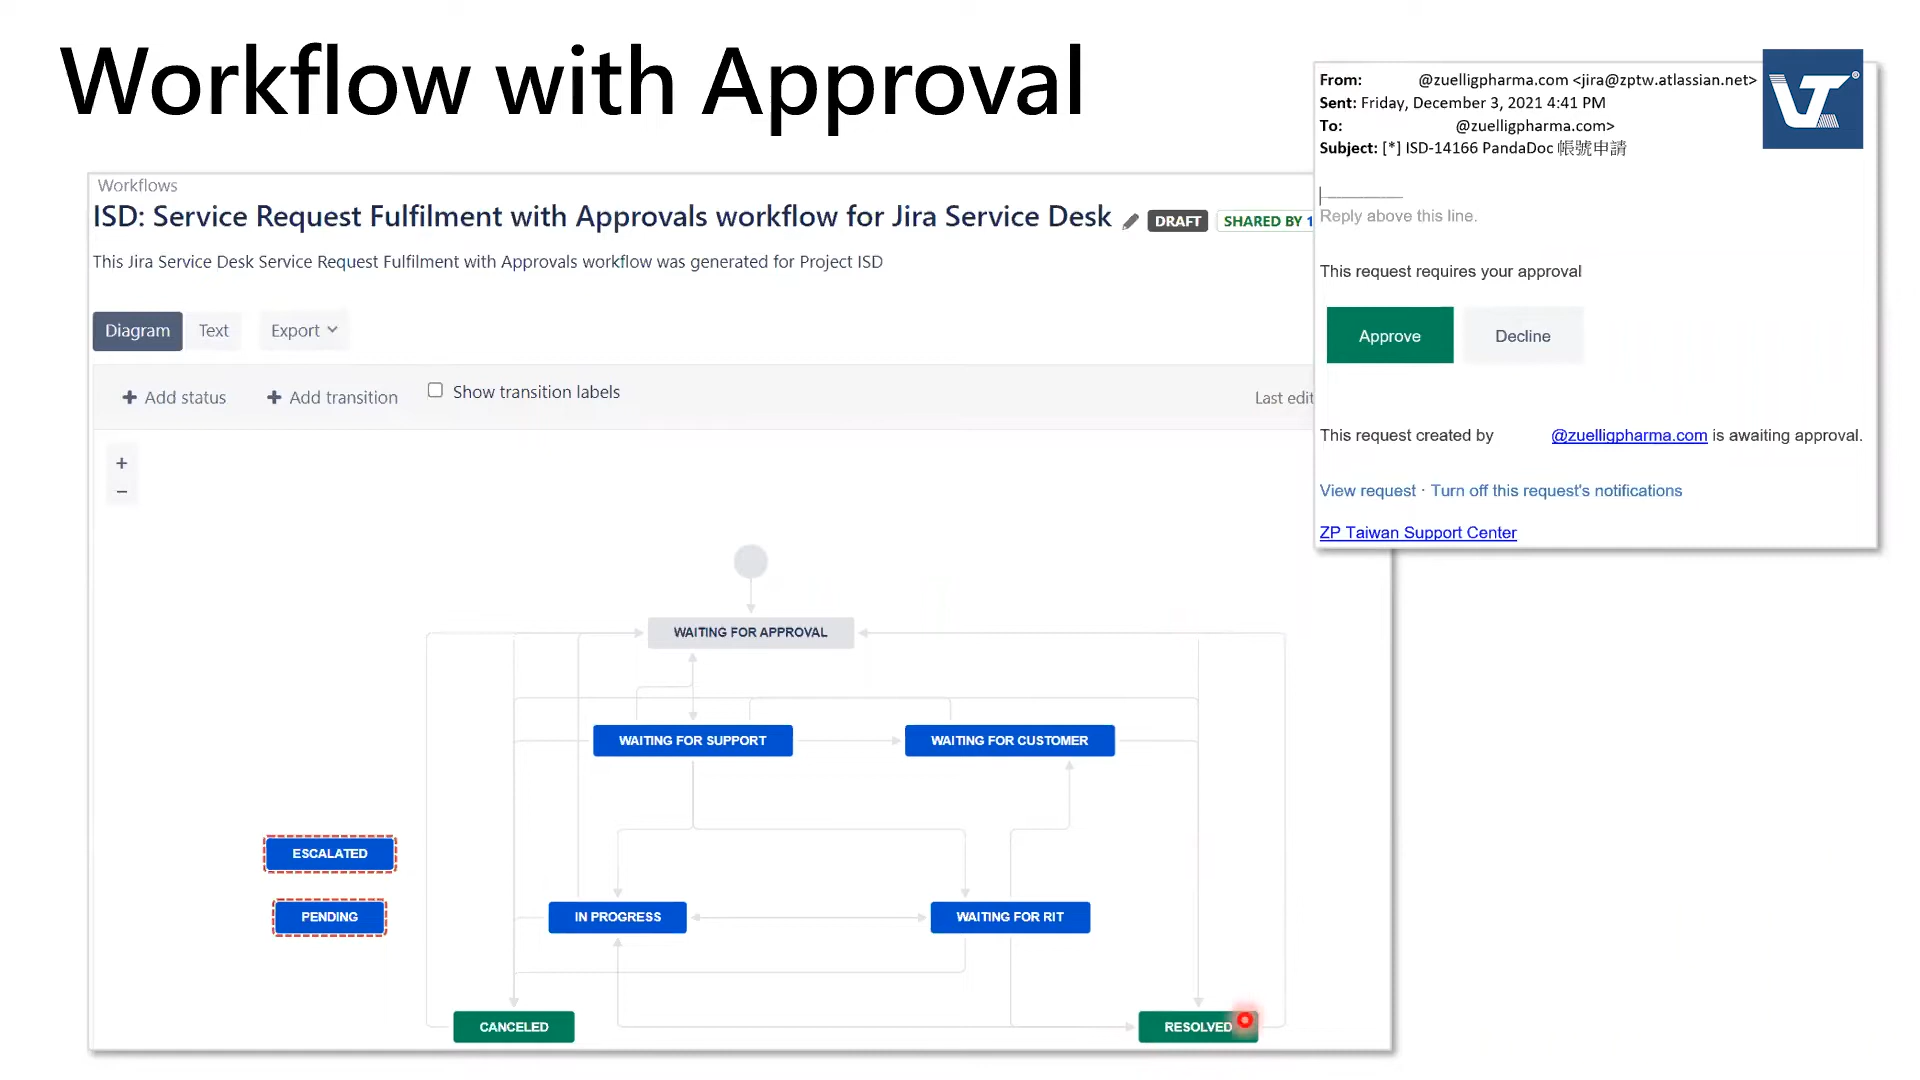 Workflow with Approval
Workflows
ISD: Service Request Fulfilment with Approvals workflow for Jira Service Desk
DRAFT
SHARED BY 1
This Jira Service Desk Service Request Fulfilment with Approvals workflow was generated for Project ISD
Diagram
Text
Export
+ Add status
+ Add transition
Show transition labels
Last edit
+
−
WAITING FOR APPROVAL
WAITING FOR SUPPORT
WAITING FOR CUSTOMER
ESCALATED
PENDING
IN PROGRESS
WAITING FOR RIT
CANCELED
RESOLVED
From: @zuelligpharma.com <jira@zptw.atlassian.net>
Sent: Friday, December 3, 2021 4:41 PM
To: @zuelligpharma.com>
Subject: [*] ISD-14166 PandaDoc 帳號申請
Reply above this line.
This request requires your approval
Approve
Decline
This request created by @zuelligpharma.com is awaiting approval.
View request · Turn off this request's notifications
ZP Taiwan Support Center